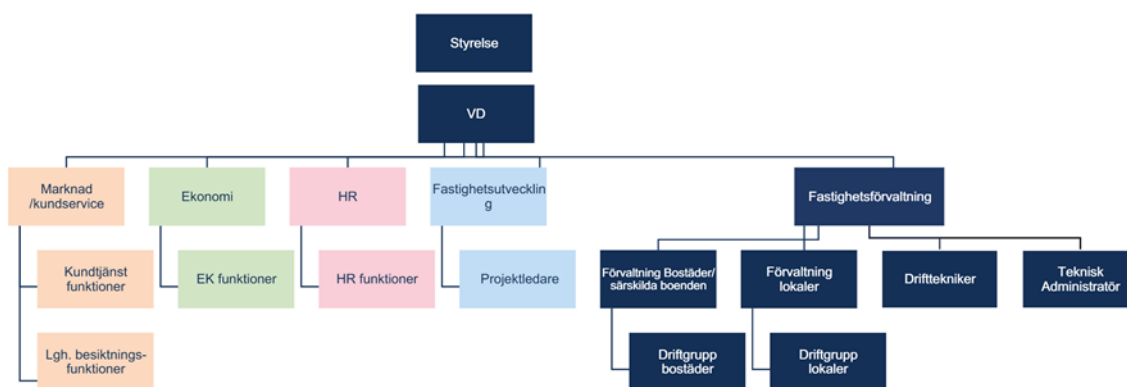 Styrelse
VD
Marknad
/kundservice
Ekonomi
HR
Fastighetsutvecklin
g
Fastighetsförvaltning
Kundtjänst
funktioner
EK funktioner
HR funktioner
Projektledare
Förvaltning Bostäder/
särskilda boenden
Förvaltning
lokaler
Drifttekniker
Teknisk
Administratör
Lgh. besiktnings-
funktioner
Driftgrupp
bostäder
Driftgrupp
lokaler